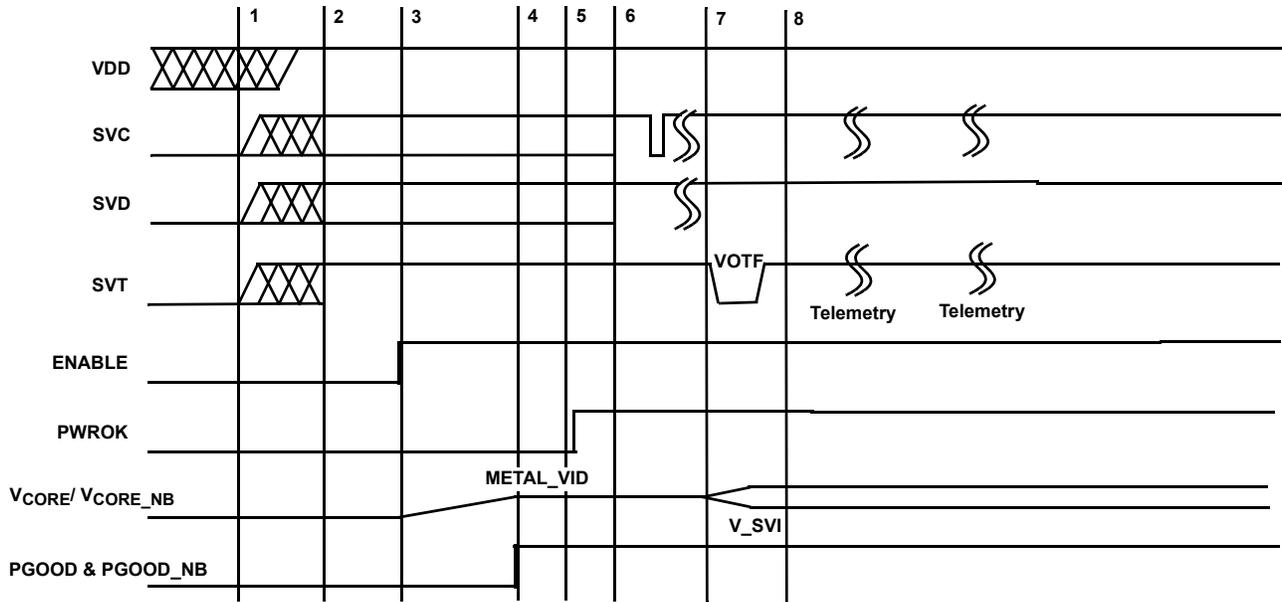 1 2 3 4 5 6 7 8
VDD
SVC
SVD
SVT
VOTF
Telemetry Telemetry
ENABLE
PWROK
METAL_VID
VCORE/ VCORE_NB
V_SVI
PGOOD & PGOOD_NB